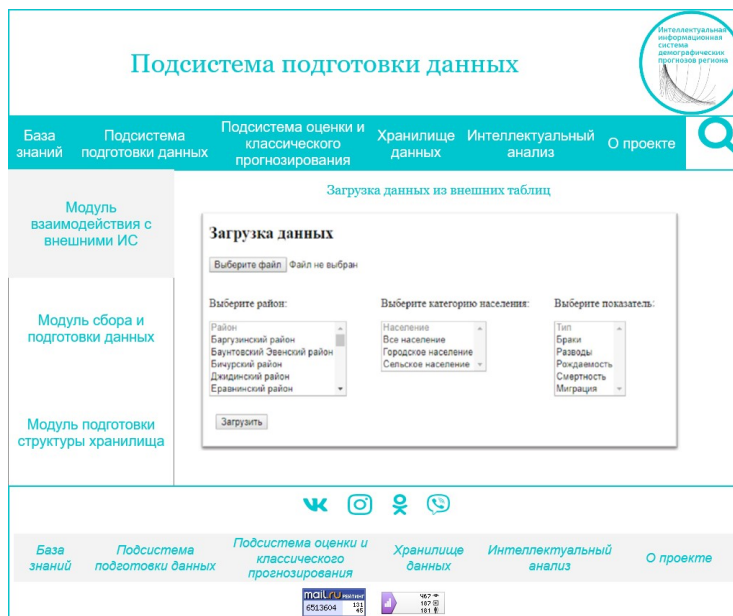 Подсистема подготовки данных
Интеллектуальная
информационная
система
демографических
прогнозов региона
База
знаний
Подсистема
подготовки данных
Подсистема оценки и
классического
прогнозирования
Хранилище
данных
Интеллектуальный
анализ
О проекте
Модуль
взаимодействия с
внешними ИС
Модуль сбора и
подготовки данных
Модуль подготовки
структуры хранилища
Загрузка данных из внешних таблиц
Загрузка данных
Выберите файл Файл не выбран
Выберите район:
Район
Баргузинский район
Баунтовский Эвенский район
Бичурский район
Джидинский район
Еравнинский район
Выберите категорию населения:
Население
Все население
Городское население
Сельское население
Выберите показатель:
Тип
Браки
Разводы
Рождаемость
Смертность
Миграция
Загрузить
База
знаний
Подсистема
подготовки данных
Подсистема оценки и
классического
прогнозирования
Хранилище
данных
Интеллектуальный
анализ
О проекте
mail.ru рейтинг
6513604
131
45
467
187
181